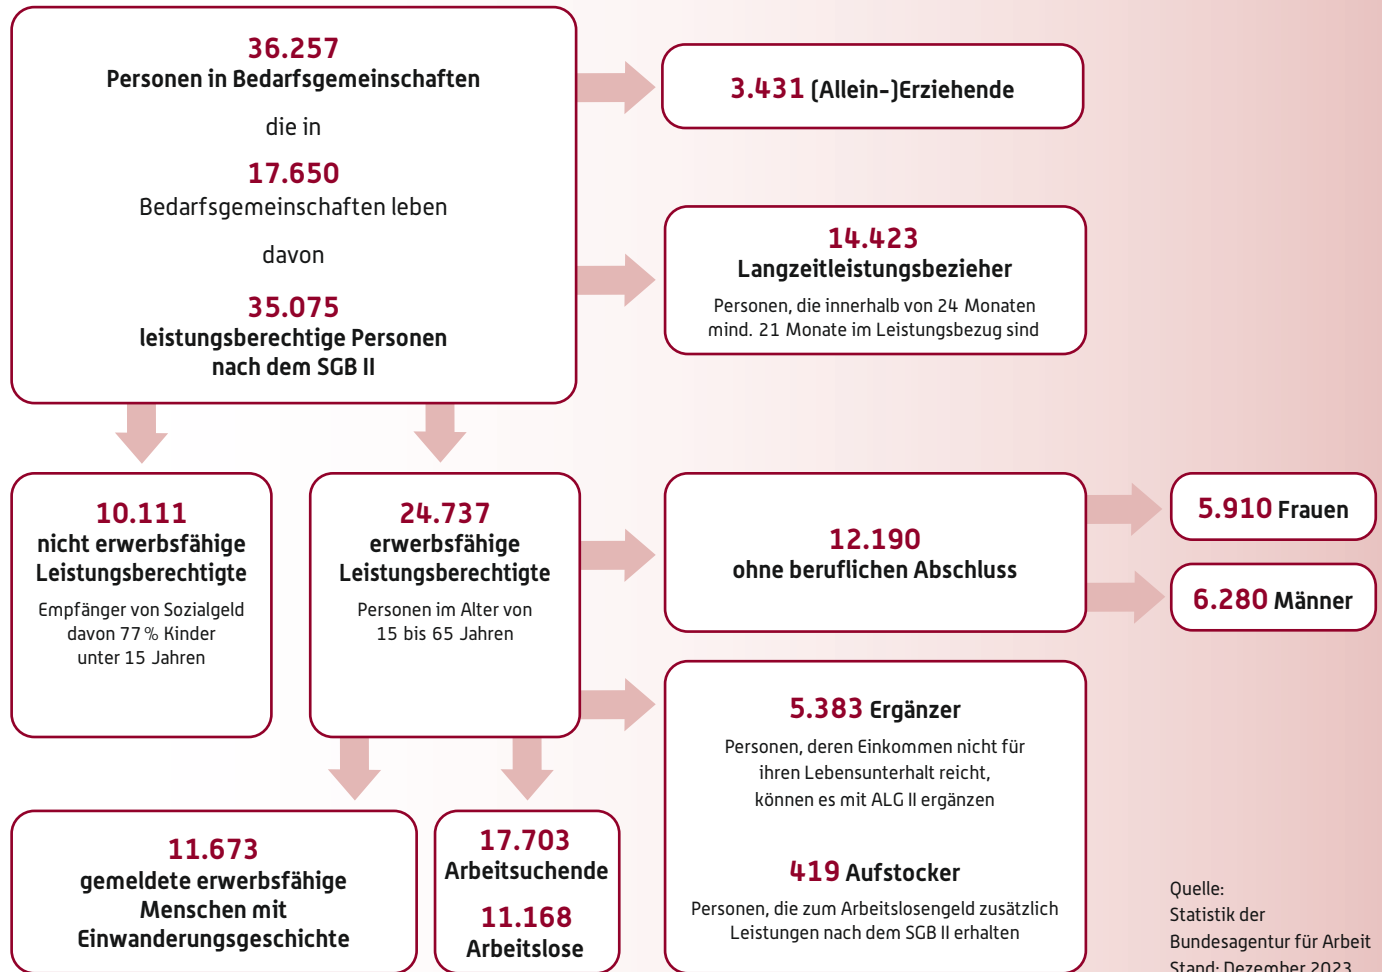 36.257
Personen in Bedarfsgemeinschaften
die in
17.650
Bedarfsgemeinschaften leben
davon
35.075
leistungsberechtige Personen
nach dem SGB II
3.431 (Allein-)Erziehende
14.423
Langzeitleistungsbezieher
Personen, die innerhalb von 24 Monaten
mind. 21 Monate im Leistungsbezug sind
10.111
nicht erwerbsfähige
Leistungsberechtigte
Empfänger von Sozialgeld
davon 77 % Kinder
unter 15 Jahren
24.737
erwerbsfähige
Leistungsberechtigte
Personen im Alter von
15 bis 65 Jahren
12.190
ohne beruflichen Abschluss
5.910 Frauen
6.280 Männer
5.383 Ergänzer
Personen, deren Einkommen nicht für
ihren Lebensunterhalt reicht,
können es mit ALG II ergänzen
419 Aufstocker
Personen, die zum Arbeitslosengeld zusätzlich
Leistungen nach dem SGB II erhalten
11.673
gemeldete erwerbsfähige
Menschen mit
Einwanderungsgeschichte
17.703
Arbeitsuchende
11.168
Arbeitslose
Quelle:
Statistik der
Bundesagentur für Arbeit
Stand: Dezember 2023